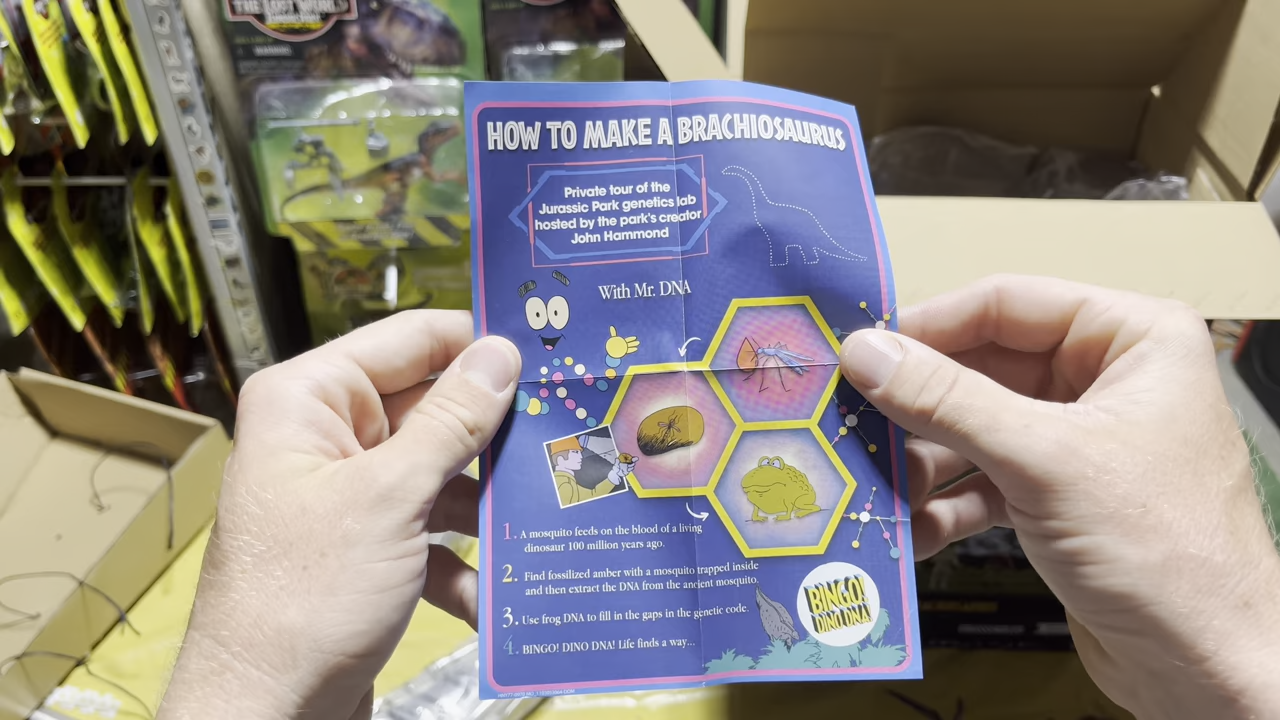 THE LOST WORLD
HOW TO MAKE A BRACHIOSAURUS
Private tour of the
Jurassic Park genetics lab
hosted by the park's creator
John Hammond
With Mr. DNA
1. A mosquito feeds on the blood of a living
dinosaur 100 million years ago.
2. Find fossilized amber with a mosquito trapped inside
and then extract the DNA from the ancient mosquito.
3. Use frog DNA to fill in the gaps in the genetic code.
4. BINGO! DINO DNA! Life finds a way...
BINGO!
DINO DNA!